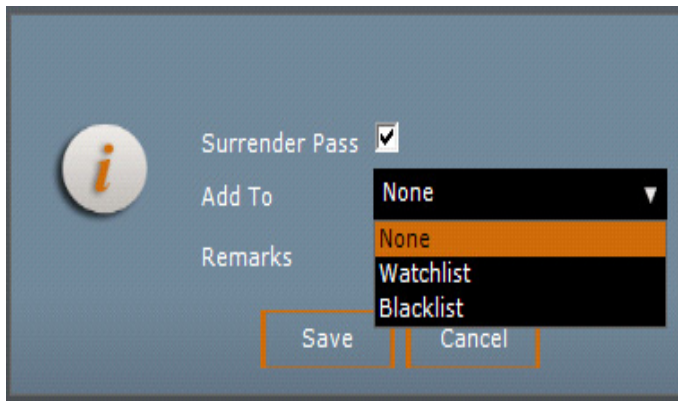 Surrender Pass
Add To None
None
Remarks
Watchlist
Blacklist
Save Cancel